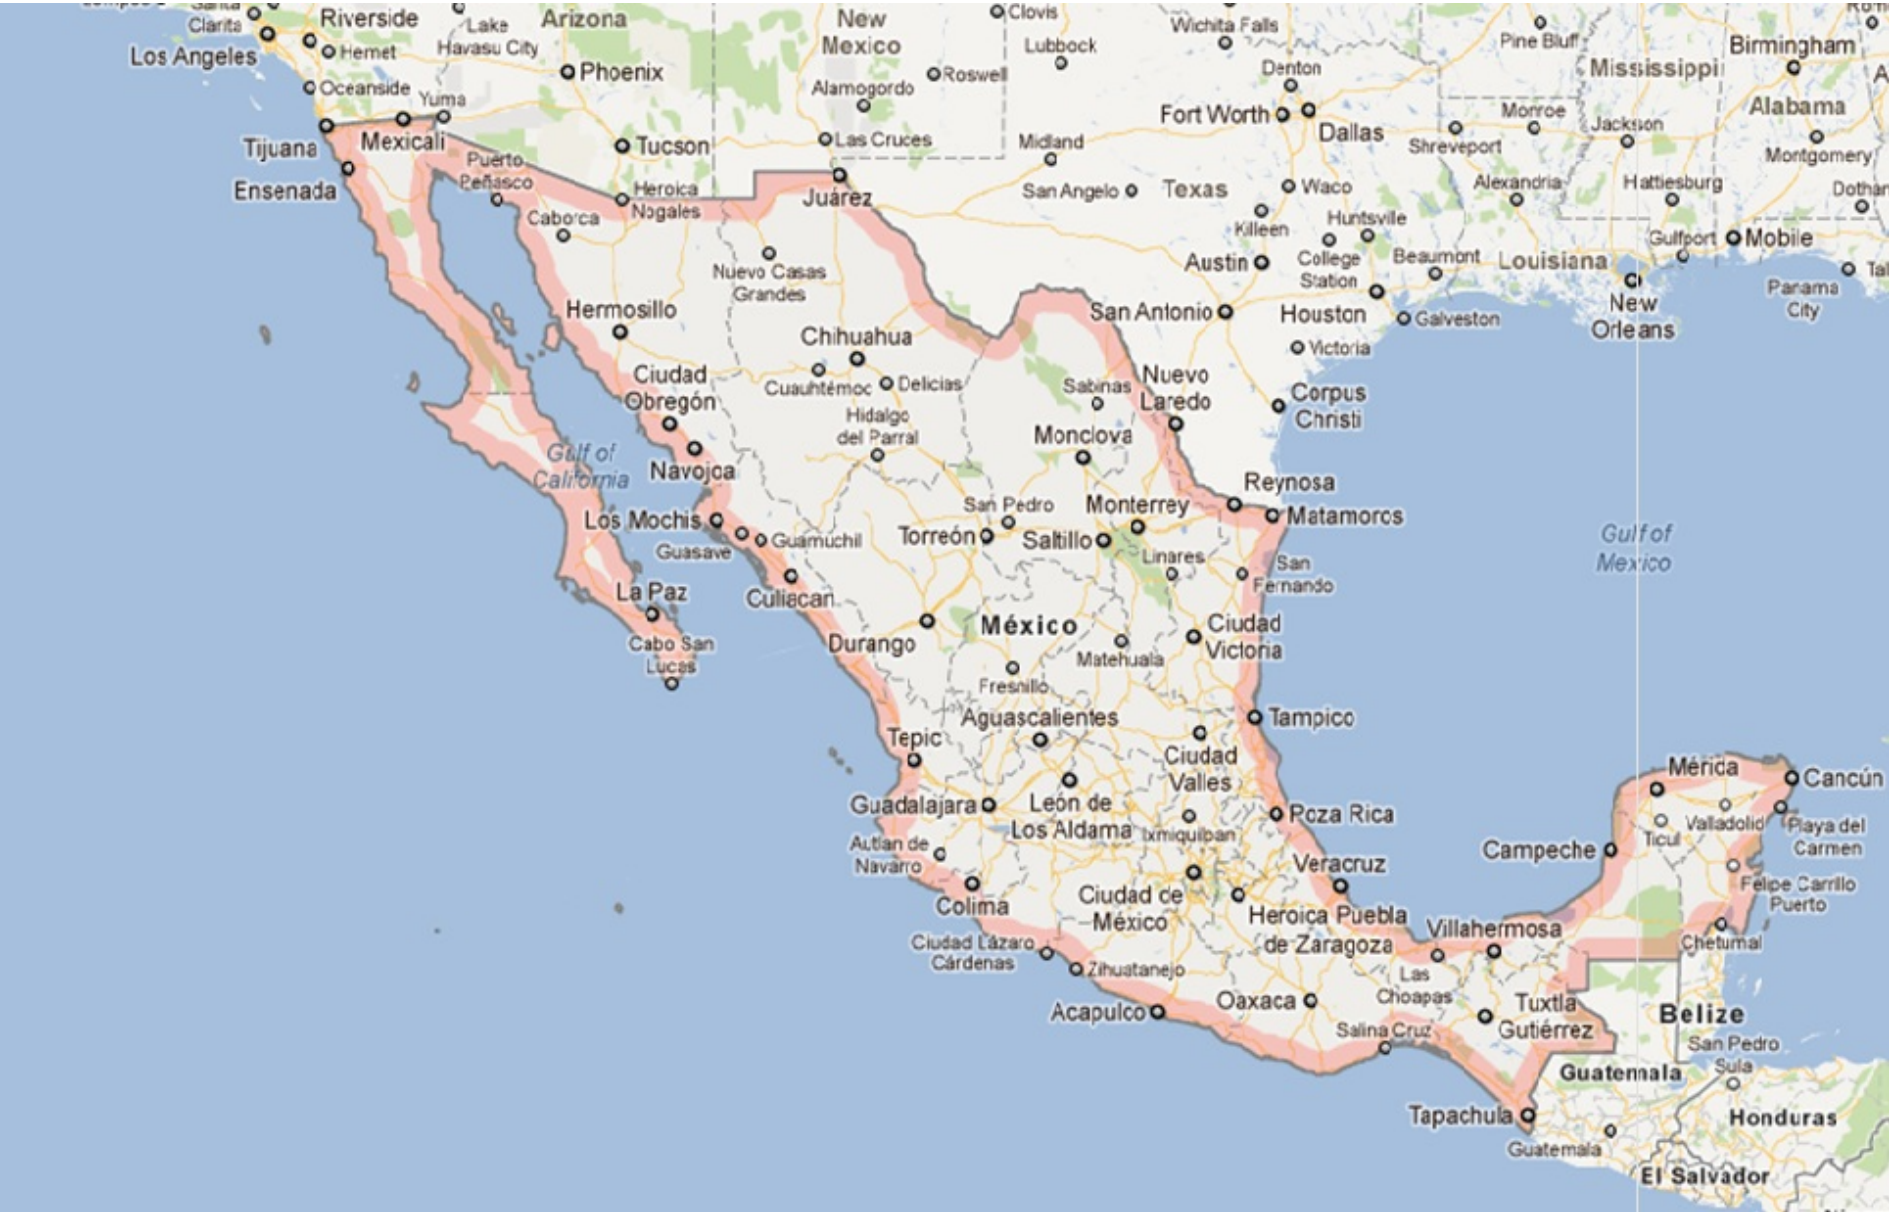 Santa
Clarita
Riverside
Los Angeles
Hemet
Oceanside
Lake
Havasu City
Arizona
Phoenix
Yuma
Tucson
New
Mexico
Clovis
Roswell
Alamogordo
Las Cruces
Lubbock
Wichita Falls
Denton
Fort Worth
Dallas
Midland
San Angelo
Texas
Waco
Killeen
Huntsville
College
Station
Austin
Beaumont
San Antonio
Houston
Galveston
Victoria
Corpus
Christi
Pine Bluff
Mississippi
Birmingham
Alabama
Monroe
Shreveport
Jackson
Montgomery
Alexandria
Hattiesburg
Dothan
Louisiana
Gulfport
Mobile
New
Orleans
Panama
City
Tal
Tijuana
Mexicali
Ensenada
Puerto
Peñasco
Heroica
Nogales
Caborca
Juárez
Nuevo Casas
Grandes
Hermosillo
Chihuahua
Cuauhtémoc
Delicias
Hidalgo
del Parral
Ciudad
Obregón
Navojoa
Gulf of
California
Sabinas
Nuevo
Laredo
Monclova
Reynosa
Matamoros
Monterrey
San Pedro
Torreón
Saltillo
Linares
San
Fernando
Los Mochis
Guasave
Guamuchil
Culiacan
La Paz
Cabo San
Lucas
Durango
México
Ciudad
Victoria
Matehuala
Fresnillo
Gulf of
Mexico
Aguascalientes
Tampico
Tepic
Ciudad
Valles
Guadalajara
León de
Los Aldama
Ixmiquilpan
Poza Rica
Autlan de
Navarro
Colima
Ciudad de
México
Veracruz
Heroica Puebla
de Zaragoza
Ciudad Lázaro
Cárdenas
Zihuatanejo
Acapulco
Oaxaca
Salina Cruz
Las
Choapas
Villahermosa
Tuxtla
Gutiérrez
Tapachula
Campeche
Mérida
Cancún
Ticul
Valladolid
Playa del
Carmen
Felipe Carrillo
Puerto
Chetumal
Belize
San Pedro
Sula
Guatemala
Honduras
Guatemala
El Salvador